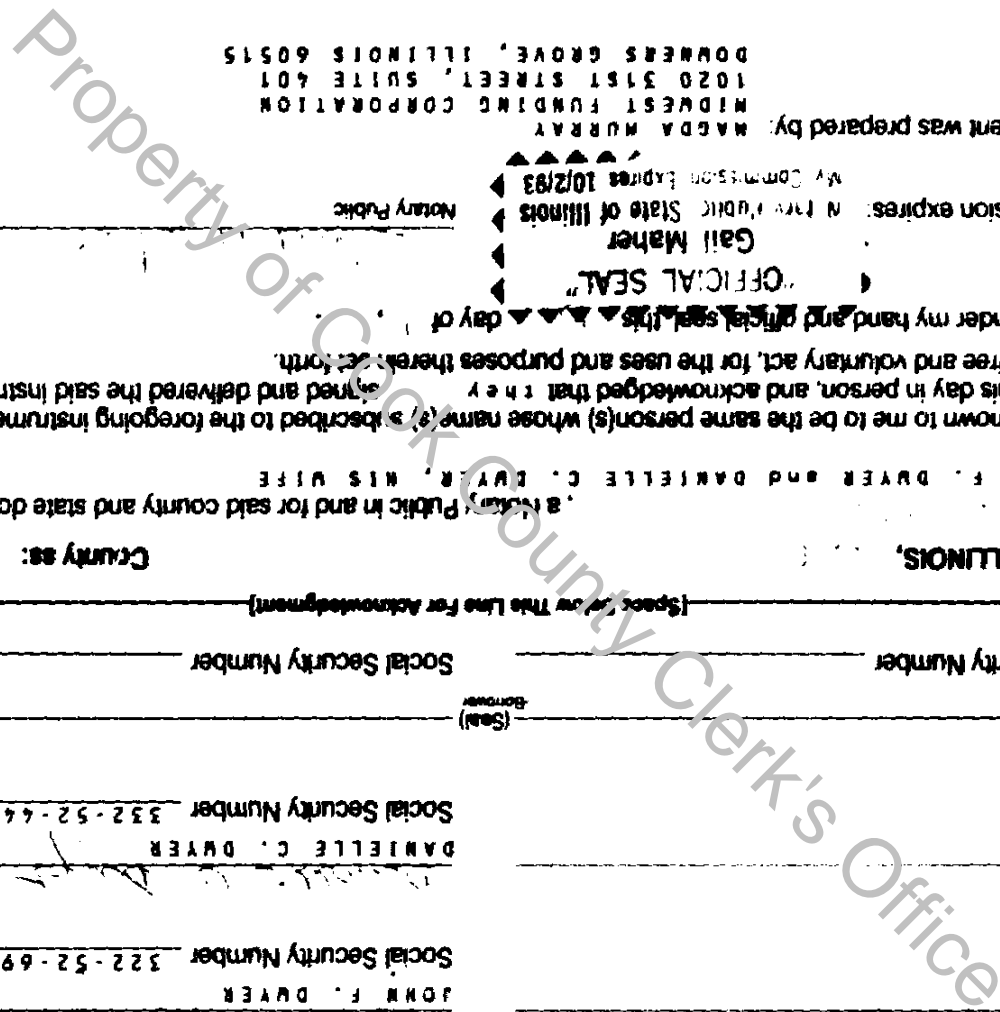 JOHN F. DWYER
Social Security Number 322-52-69
DANIELLE C. DWYER
Social Security Number 332-52-44
(Seal)
-Borrower
rity Number Social Security Number
[Space Below This Line For Acknowledgment]
LLINOIS, County ss:
, a Notary Public in and for said county and state do
F. DWYER and DANIELLE C. DWYER, HIS WIFE
nown to me to be the same person(s) whose name(s) subscribed to the foregoing instrume
is day in person, and acknowledged that they signed and delivered the said instr
free and voluntary act, for the uses and purposes therein set forth.
nder my hand and official seal, this day of ,
"OFFICIAL SEAL"
Gail Maher
sion expires: Notary Public State of Illinois
My Commission Expires 10/2/93
Notary Public
ent was prepared by: MAGDA MURRAY
MIDWEST FUNDING CORPORATION
1020 31ST STREET, SUITE 401
DOWNERS GROVE, ILLINOIS 60515
Property of Cook County Clerk's Office